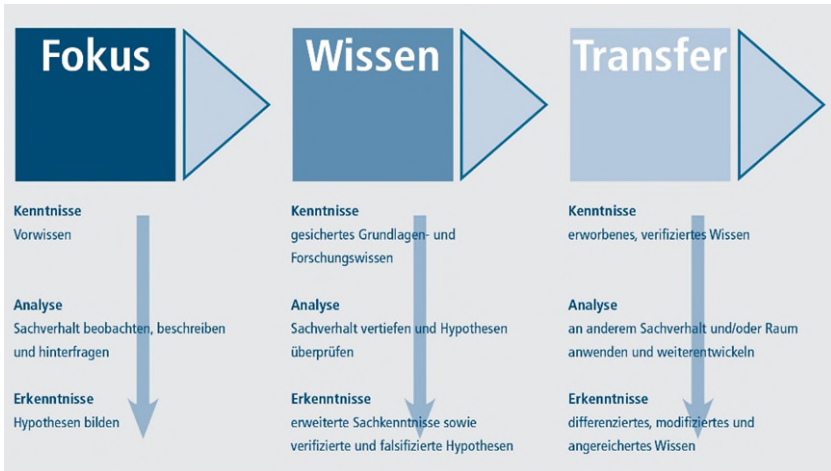 Fokus
Kenntnisse
Vorwissen
Analyse
Sachverhalt beobachten, beschreiben
und hinterfragen
Erkenntnisse
Hypothesen bilden
Wissen
Kenntnisse
gesichertes Grundlagen- und
Forschungswissen
Analyse
Sachverhalt vertiefen und Hypothesen
überprüfen
Erkenntnisse
erweiterte Sachkenntnisse sowie
verifizierte und falsifizierte Hypothesen
Transfer
Kenntnisse
erworbenes, verifiziertes Wissen
Analyse
an anderem Sachverhalt und/oder Raum
anwenden und weiterentwickeln
Erkenntnisse
differenziertes, modifiziertes und
angereichertes Wissen